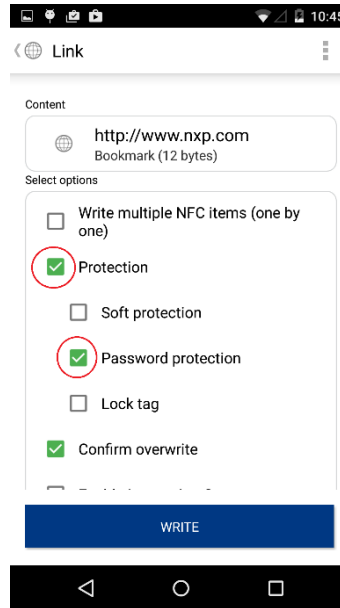 10:45
Link
Content
http://www.nxp.com
Bookmark (12 bytes)
Select options
Write multiple NFC items (one by
one)
Protection
Soft protection
Password protection
Lock tag
Confirm overwrite
WRITE